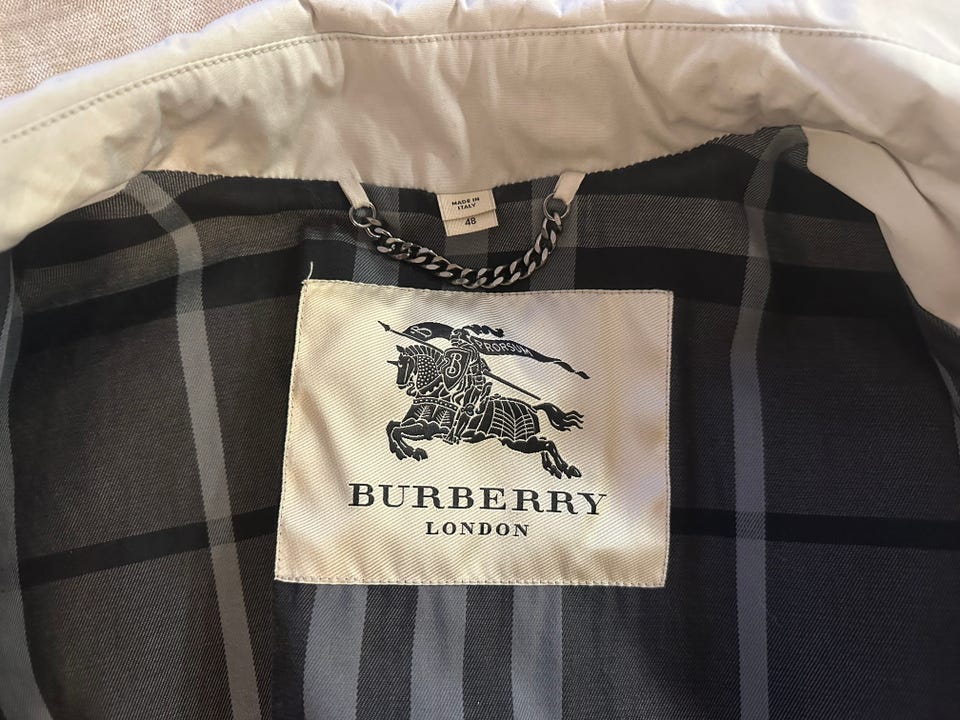 MADE IN
ITALY
48
PRORSUM
B
BURBERRY
LONDON